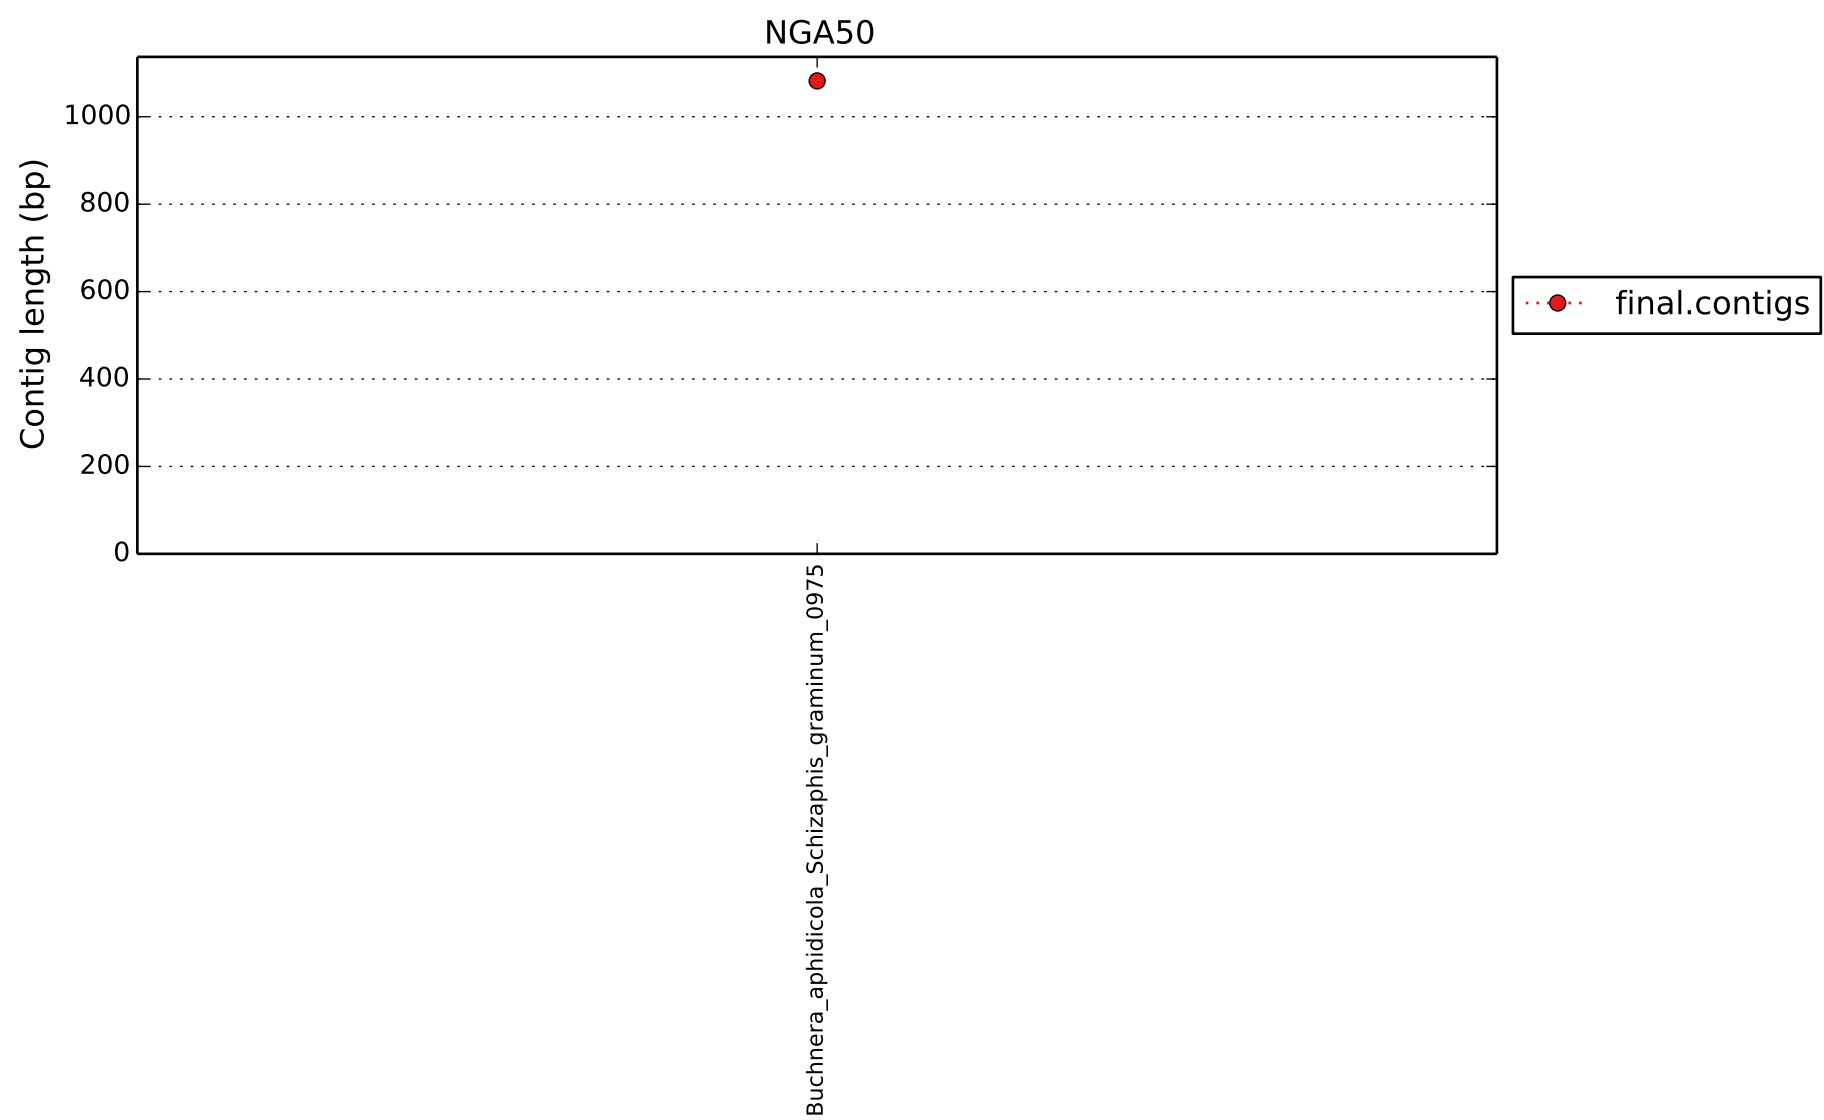 NGA50
Contig length (bp)
1000
800
600
400
200
0
Buchnera_aphidicola_Schizaphis_graminum_0975
final.contigs